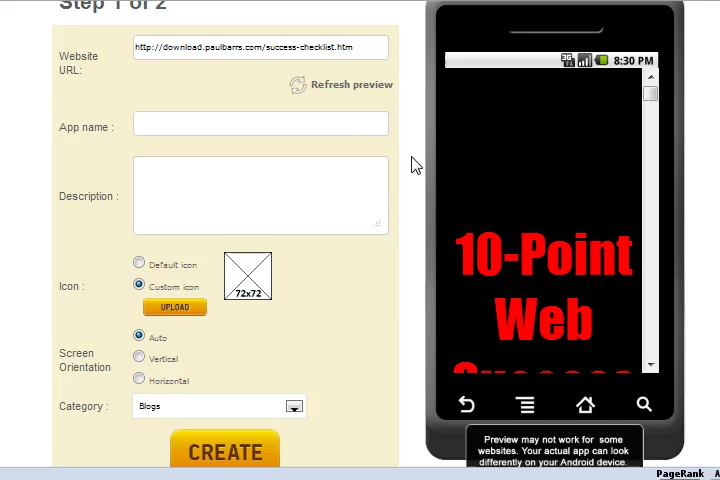 Step 1 of 2
Website URL:
http://download.paulbarrs.com/success-checklist.htm
Refresh preview
App name :
Description :
Icon :
Default icon
Custom icon
72x72
UPLOAD
Screen Orientation
Auto
Vertical
Horizontal
Category :
Blogs
CREATE
3G
8:30 PM
10-Point
Web
Success
Preview may not work for some
websites. Your actual app can look
differently on your Android device.
PageRank A